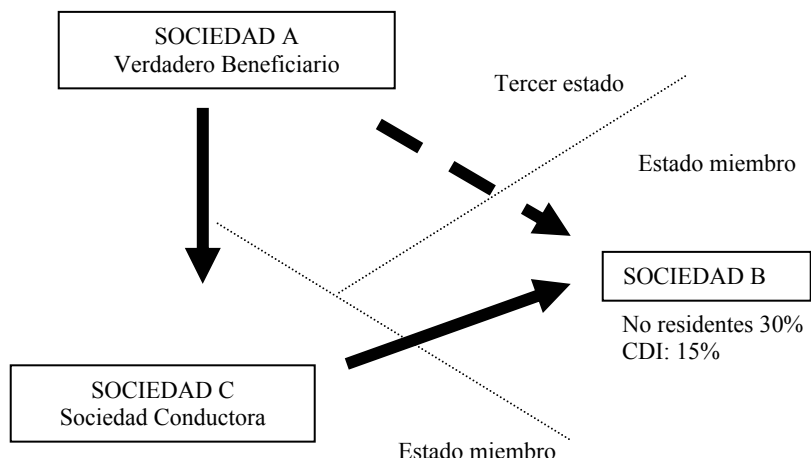 SOCIEDAD A
Verdadero Beneficiario
Tercer estado
Estado miembro
SOCIEDAD B
No residentes 30%
CDI: 15%
SOCIEDAD C
Sociedad Conductora
Estado miembro